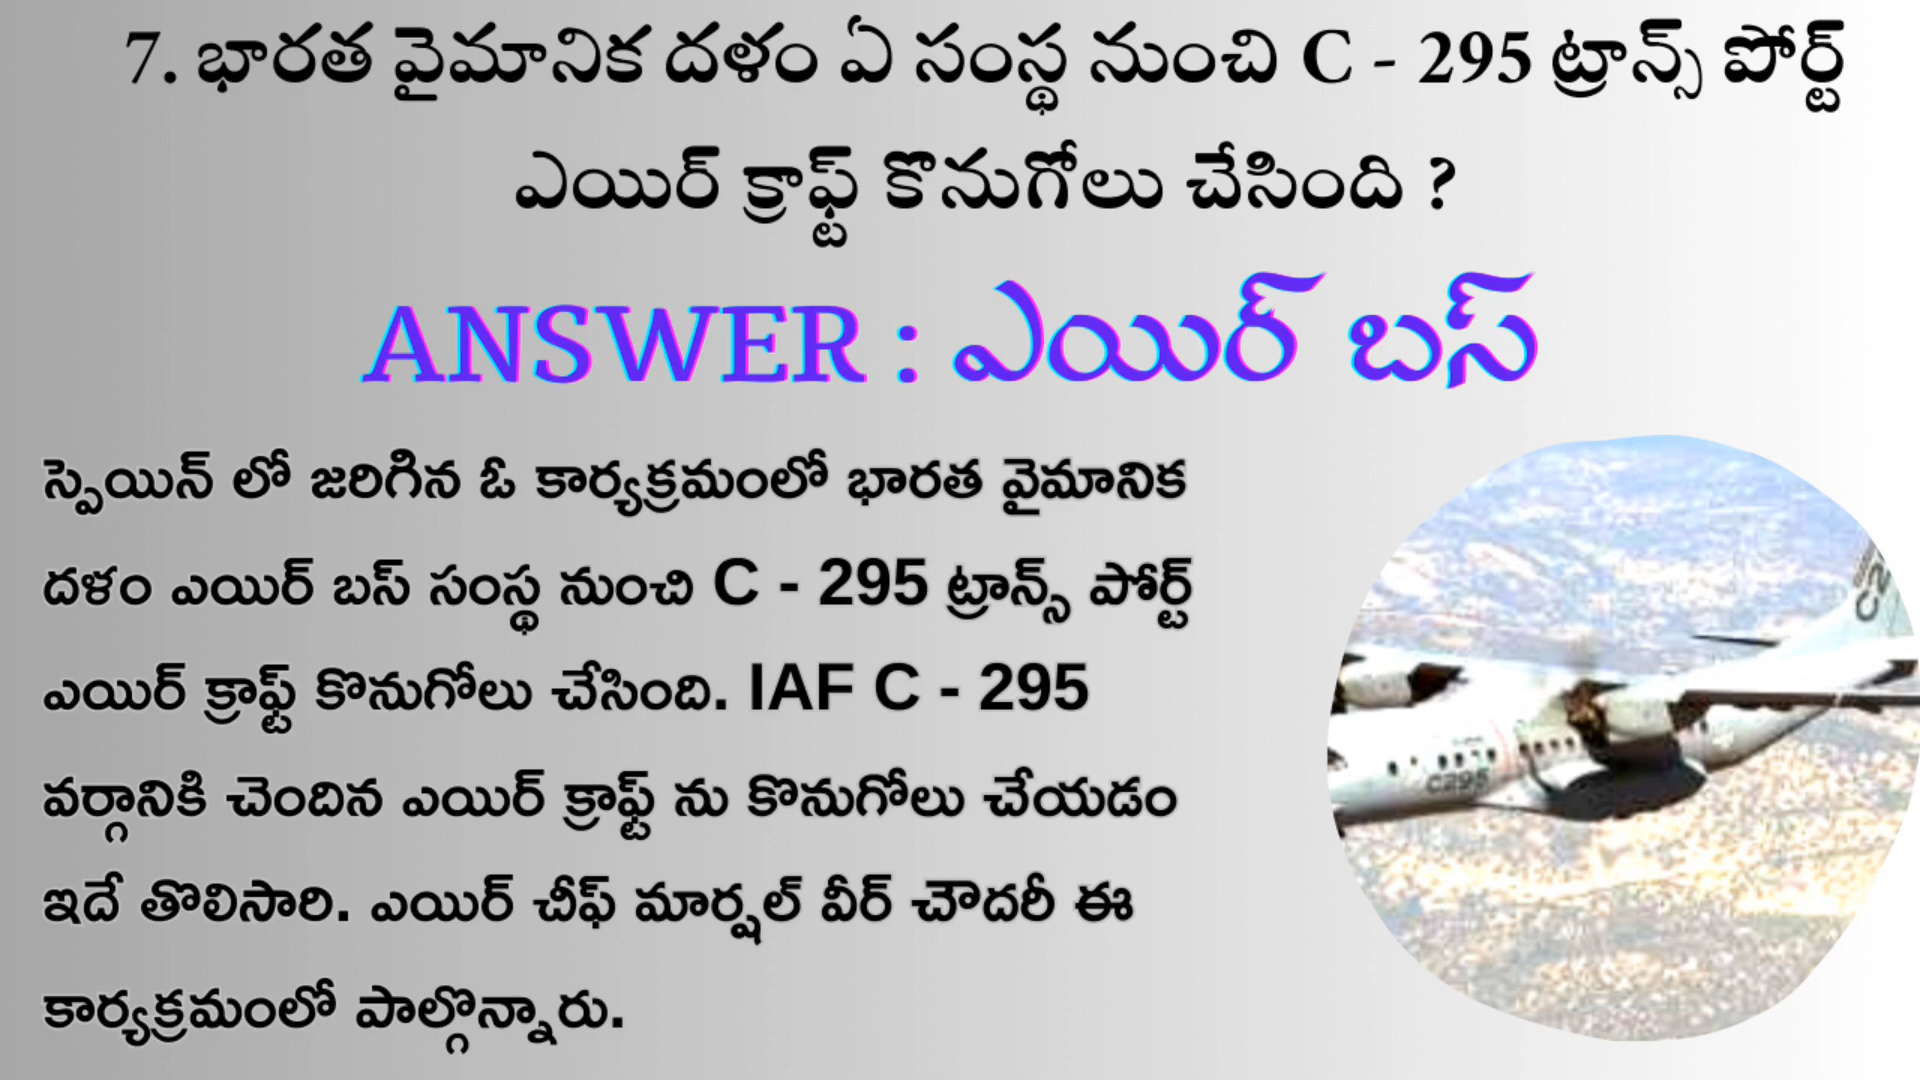 7. భారత వైమానిక దళం ఏ సంస్థ నుంచి C - 295 ట్రాన్స్ పోర్ట్
ఎయిర్ క్రాఫ్ట్ కొనుగోలు చేసింది ?
ANSWER : ఎయిర్ బస్
స్పెయిన్ లో జరిగిన ఓ కార్యక్రమంలో భారత వైమానిక
దళం ఎయిర్ బస్ సంస్థ నుంచి C - 295 ట్రాన్స్ పోర్ట్
ఎయిర్ క్రాఫ్ట్ కొనుగోలు చేసింది. IAF C - 295
వర్గానికి చెందిన ఎయిర్ క్రాఫ్ట్ ను కొనుగోలు చేయడం
ఇదే తొలిసారి. ఎయిర్ చీఫ్ మార్షల్ వీర్ చౌదరీ ఈ
కార్యక్రమంలో పాల్గొన్నారు.
C295